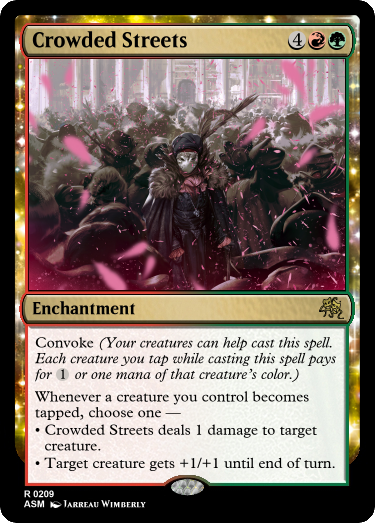 Crowded Streets 4
Enchantment
Convoke (Your creatures can help cast this spell.
Each creature you tap while casting this spell pays
for 1 or one mana of that creature's color.)
Whenever a creature you control becomes
tapped, choose one —
• Crowded Streets deals 1 damage to target
creature.
• Target creature gets +1/+1 until end of turn.
R 0209
ASM Jarreau Wimberly